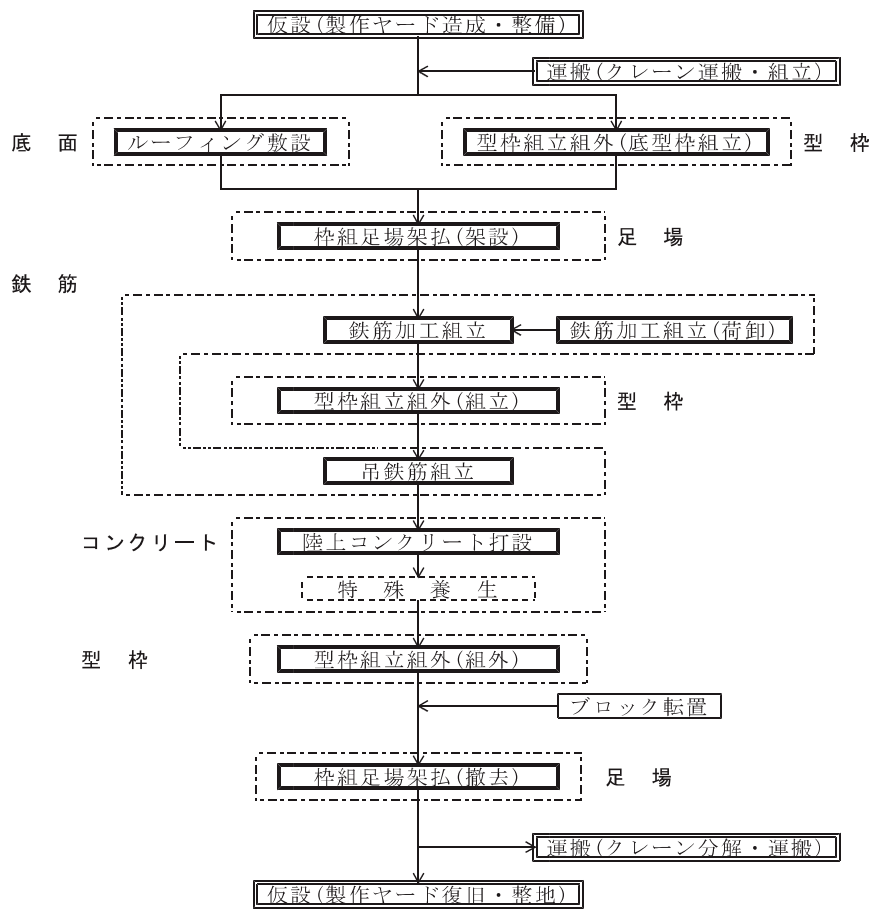 仮設(製作ヤード造成・整備)
運搬(クレーン運搬・組立)
底　面
ルーフィング敷設
型枠組立組外(底型枠組立)
型　枠
枠組足場架払(架設)
足　場
鉄　筋
鉄筋加工組立
鉄筋加工組立(荷卸)
型枠組立組外(組立)
型　枠
吊鉄筋組立
コンクリート
陸上コンクリート打設
特　殊　養　生
型　枠
型枠組立組外(組外)
ブロック転置
枠組足場架払(撤去)
足　場
運搬(クレーン分解・運搬)
仮設(製作ヤード復旧・整地)